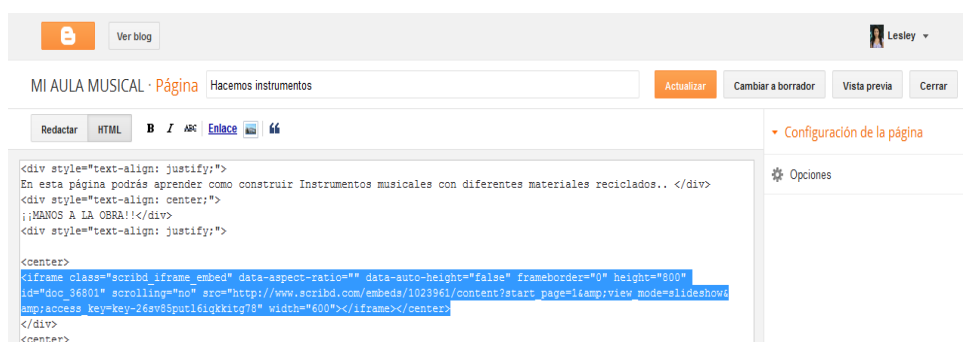 Ver blog
Lesley
MI AULA MUSICAL · Página
Hacemos instrumentos
Actualizar
Cambiar a borrador
Vista previa
Cerrar
Redactar
HTML
B I ABC Enlace
Configuración de la página
Opciones
<div style="text-align: justify;">
En esta página podrás aprender como construir Instrumentos musicales con diferentes materiales reciclados.. </div>
<div style="text-align: center;">
¡¡MANOS A LA OBRA!!</div>
<div style="text-align: justify;">
<center>
<iframe class="scribd_iframe_embed" data-aspect-ratio="" data-auto-height="false" frameborder="0" height="800"
id="doc_36801" scrolling="no" src="http://www.scribd.com/embeds/1023961/content?start_page=1&amp;view_mode=slideshow&
amp;access_key=key-26sv85putl6iqkkitg78" width="600"></iframe></center>
</div>
<center>